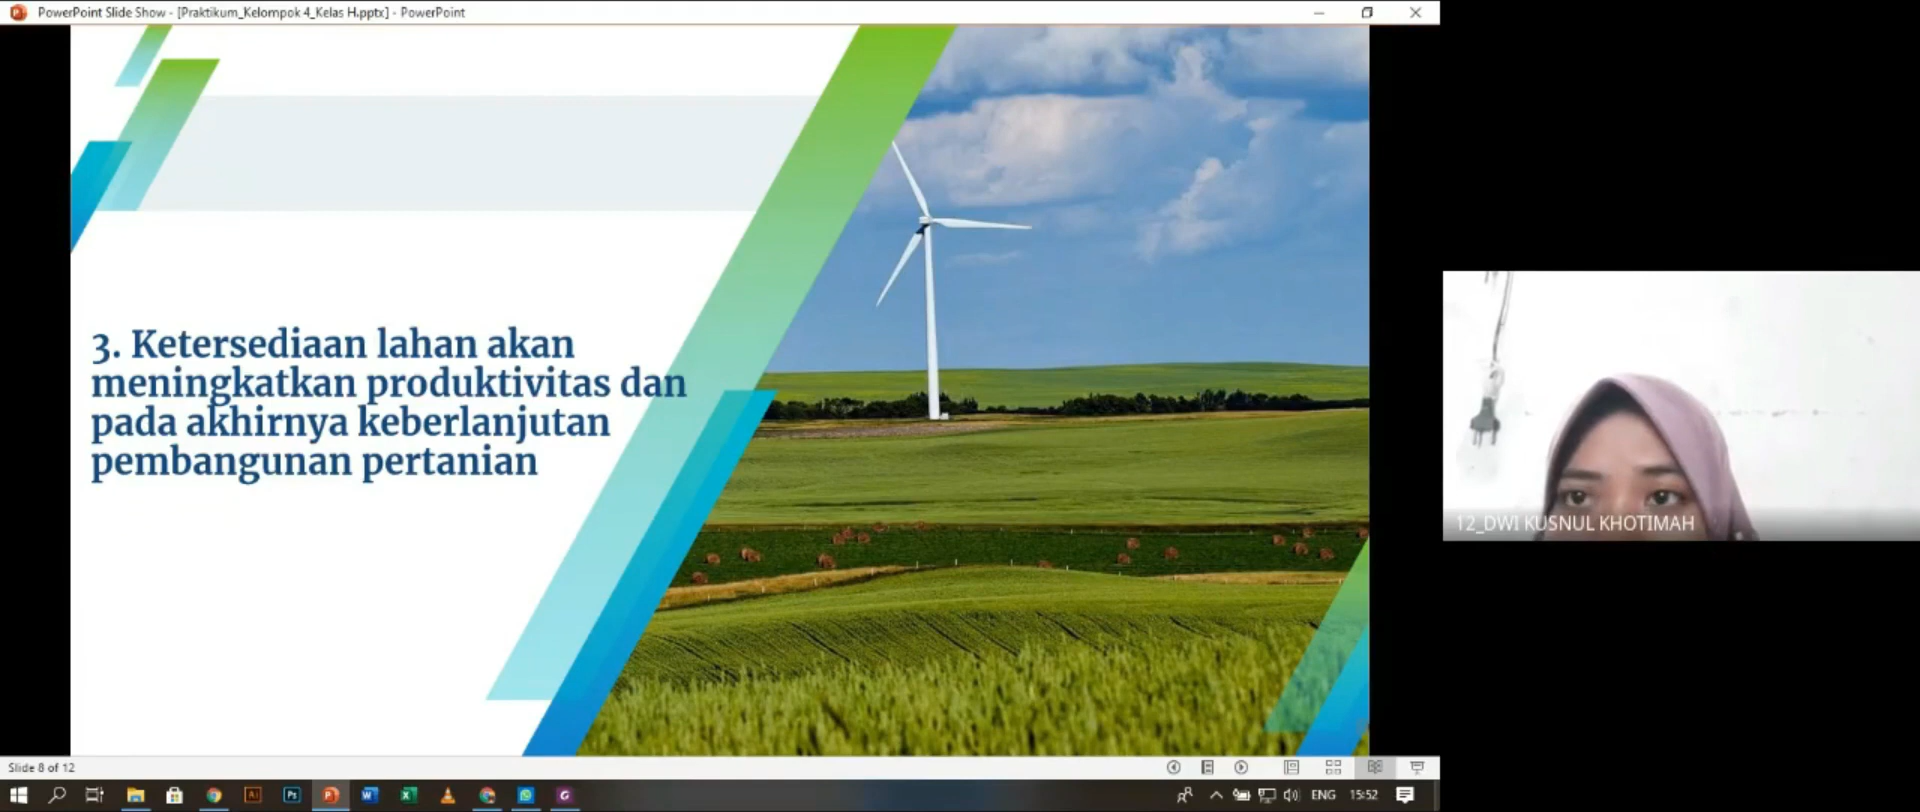 PowerPoint Slide Show - [Praktikum_Kelompok 4_Kelas H.pptx] - PowerPoint
3. Ketersediaan lahan akan
meningkatkan produktivitas dan
pada akhirnya keberlanjutan
pembangunan pertanian
12_DWI KUSNUL KHOTIMAH
Slide 8 of 12
ENG
15:52